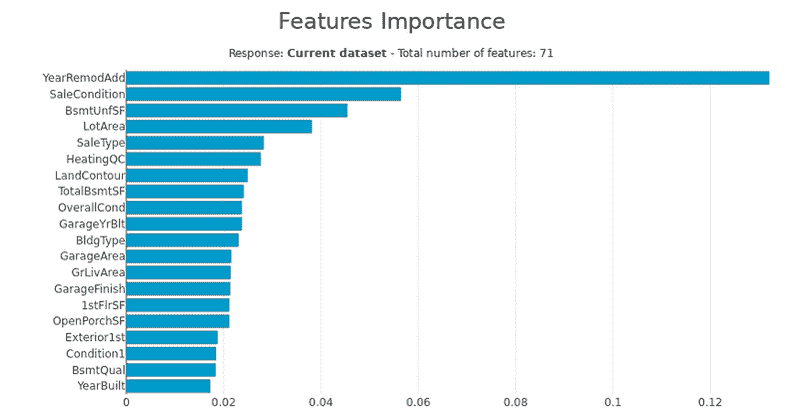 Features Importance
Response: Current dataset - Total number of features: 71
YearRemodAdd
SaleCondition
BsmtUnfSF
LotArea
SaleType
HeatingQC
LandContour
TotalBsmtSF
OverallCond
GarageYrBlt
BldgType
GarageArea
GrLivArea
GarageFinish
1stFlrSF
OpenPorchSF
Exterior1st
Condition1
BsmtQual
YearBuilt
0 0.02 0.04 0.06 0.08 0.1 0.12